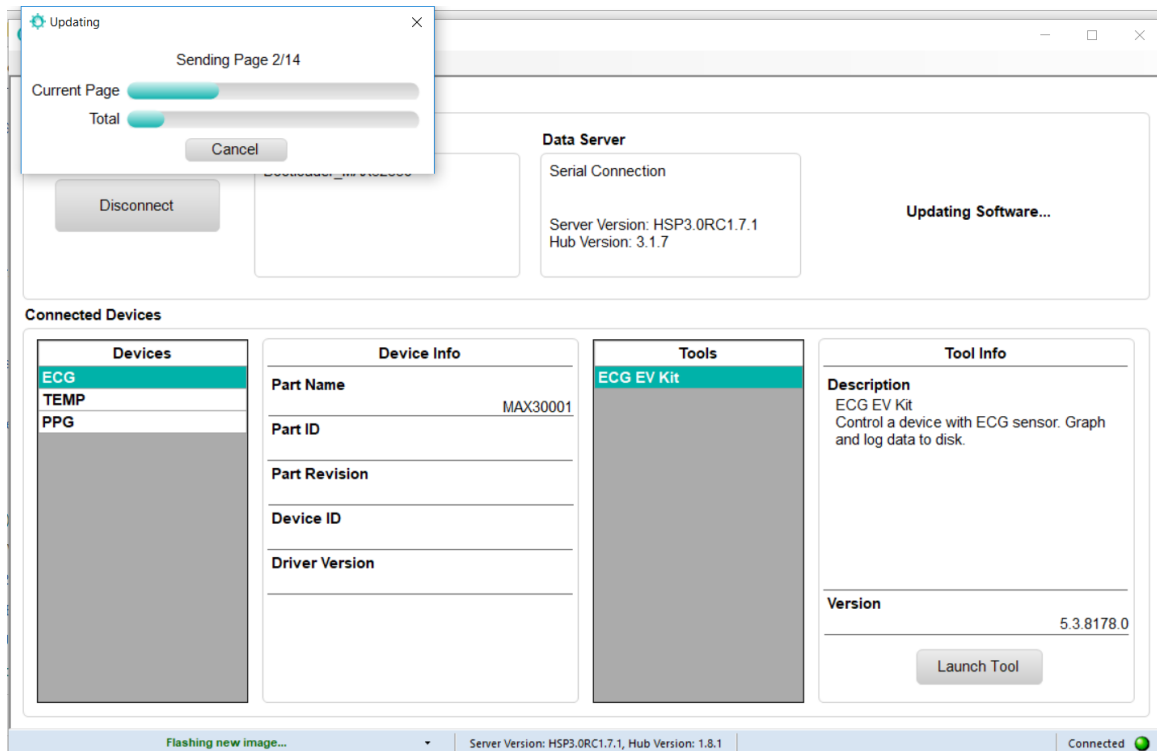 Updating
Sending Page 2/14
Current Page
Total
Cancel
Disconnect
Data Server
Serial Connection
Server Version: HSP3.0RC1.7.1
Hub Version: 3.1.7
Updating Software...
Connected Devices
Devices
ECG
TEMP
PPG
Device Info
Part Name
MAX30001
Part ID
Part Revision
Device ID
Driver Version
Tools
ECG EV Kit
Tool Info
Description
ECG EV Kit
Control a device with ECG sensor. Graph
and log data to disk.
Version
5.3.8178.0
Launch Tool
Flashing new image...
Server Version: HSP3.0RC1.7.1, Hub Version: 1.8.1
Connected